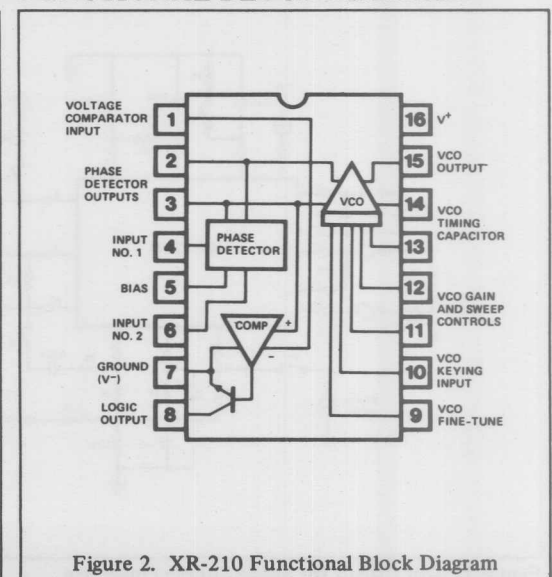 VOLTAGE
COMPARATOR
INPUT
1
2
PHASE
DETECTOR
OUTPUTS
3
INPUT
NO. 1
4
BIAS
5
INPUT
NO. 2
6
GROUND
(V⁻)
7
LOGIC
OUTPUT
8
PHASE
DETECTOR
COMP
+
−
VCO
16
V⁺
15
VCO
OUTPUT
14
VCO
TIMING
CAPACITOR
13
12
VCO GAIN
AND SWEEP
CONTROLS
11
10
VCO
KEYING
INPUT
9
VCO
FINE-TUNE
Figure 2. XR-210 Functional Block Diagram